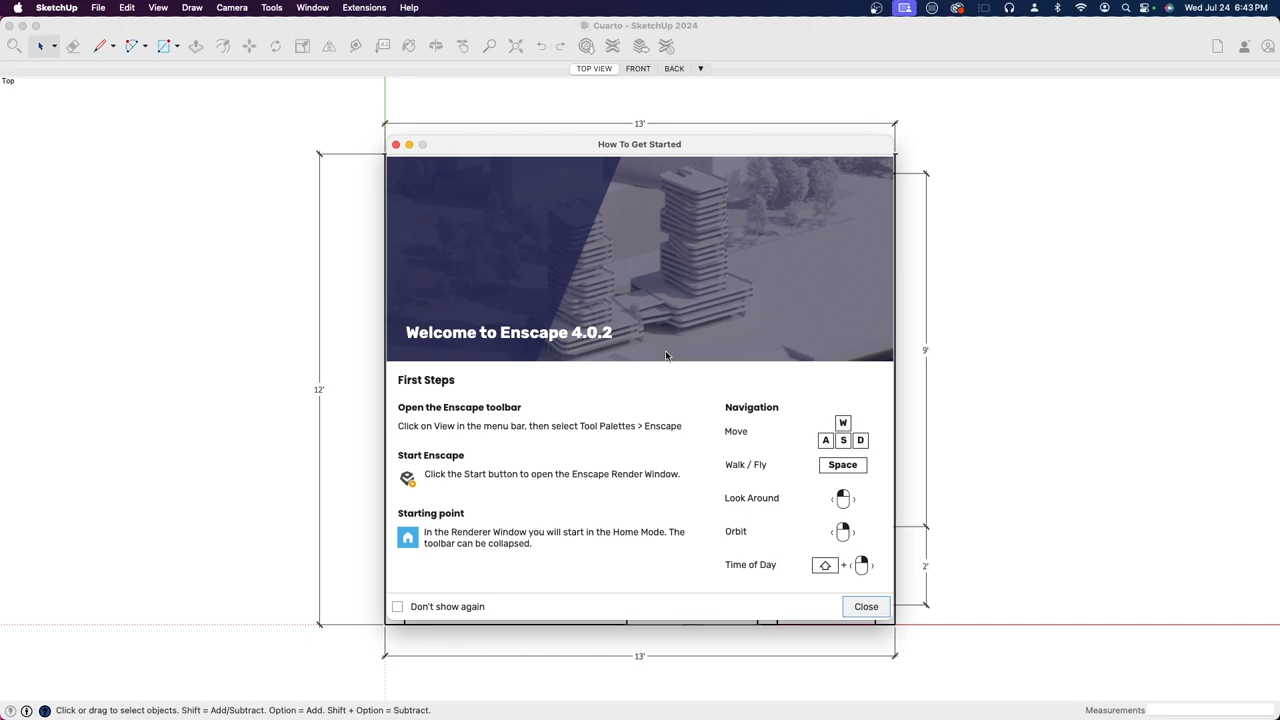 SketchUp File Edit View Draw Camera Tools Window Extensions Help Wed Jul 24 6:43 PM
Cuarto - SketchUp 2024
TOP VIEW FRONT BACK ▼
Top
13'
How To Get Started
Welcome to Enscape 4.0.2
12'
9'
2'
First Steps
Open the Enscape toolbar
Click on View in the menu bar, then select Tool Palettes > Enscape
Start Enscape
Click the Start button to open the Enscape Render Window.
Starting point
In the Renderer Window you will start in the Home Mode. The
toolbar can be collapsed.
Navigation
Move W
A S D
Walk / Fly Space
Look Around
Orbit
Time of Day +
Don't show again Close
13'
Click or drag to select objects. Shift = Add/Subtract. Option = Add. Shift + Option = Subtract. Measurements